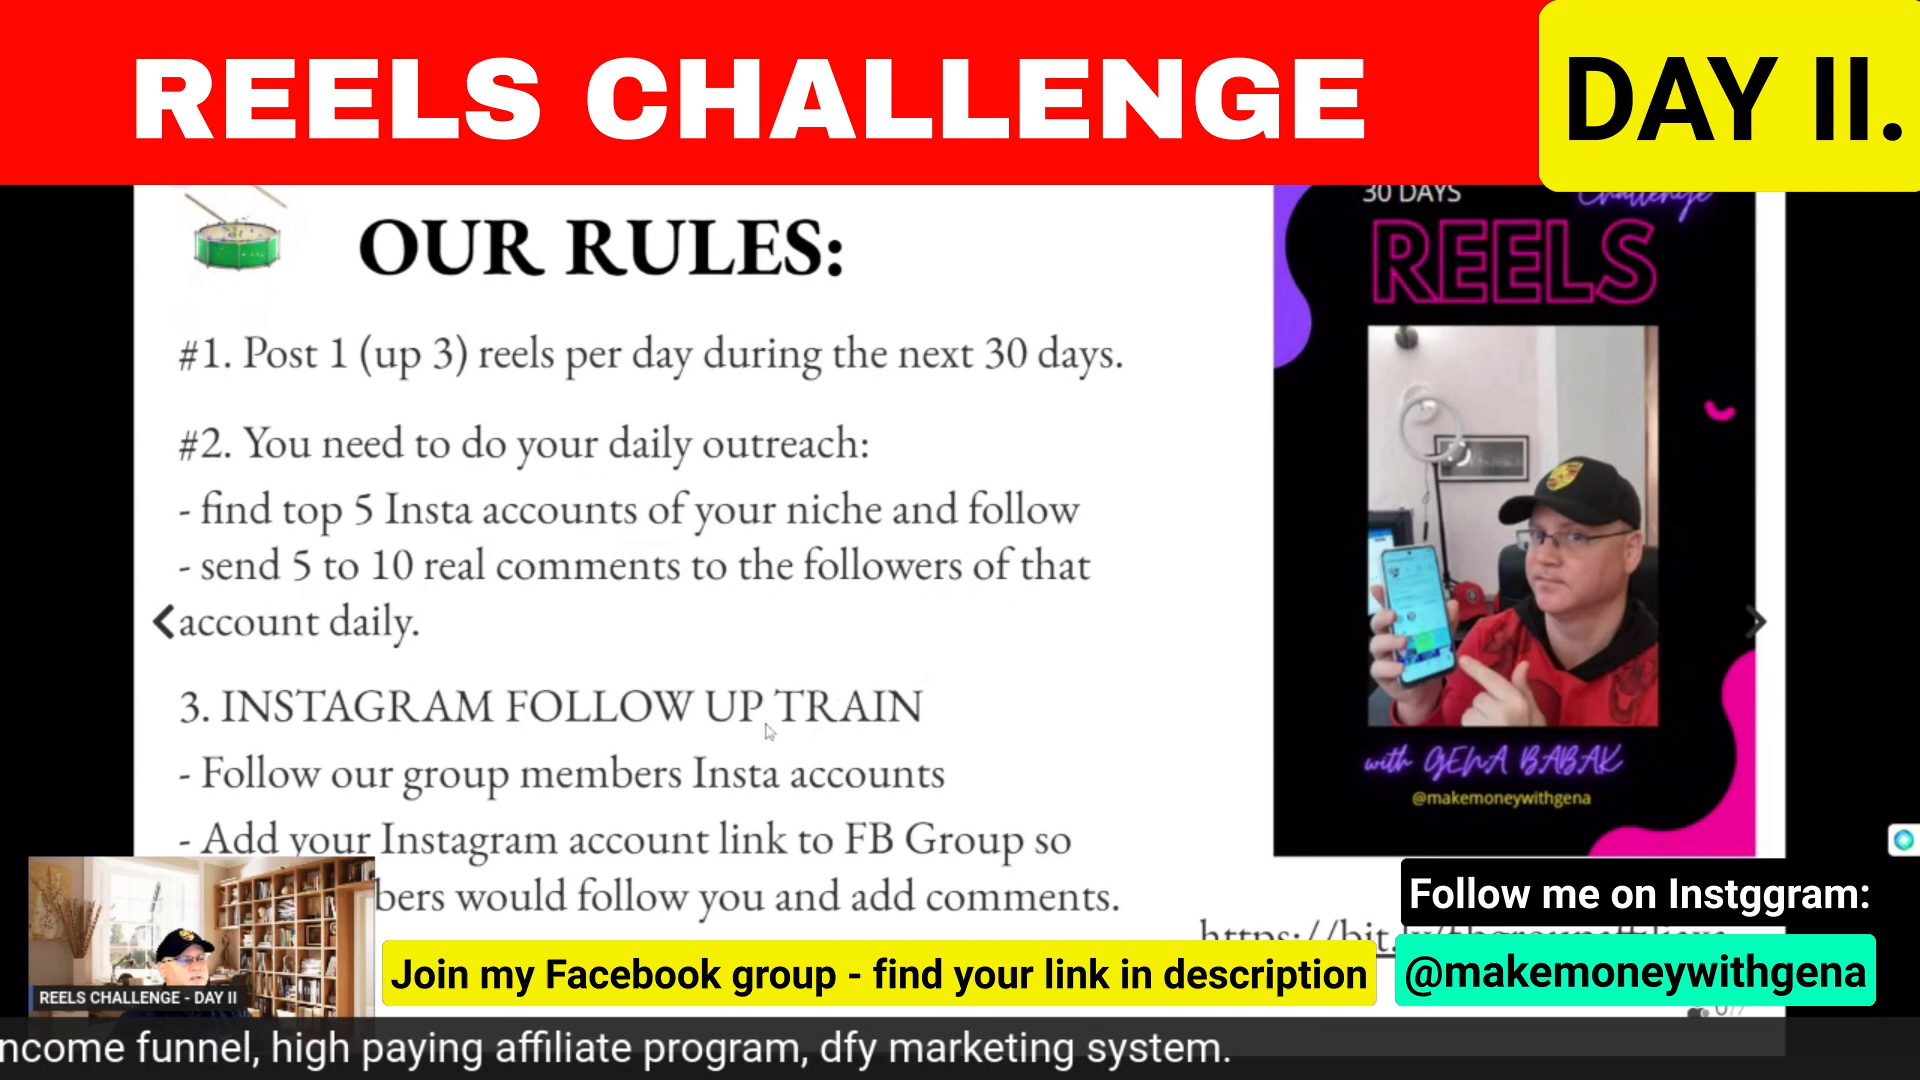 REELS CHALLENGE
DAY II.
30 DAYS
Challenge
REELS
OUR RULES:
#1. Post 1 (up 3) reels per day during the next 30 days.
#2. You need to do your daily outreach:
- find top 5 Insta accounts of your niche and follow
- send 5 to 10 real comments to the followers of that
account daily.
3. INSTAGRAM FOLLOW UP TRAIN
- Follow our group members Insta accounts
- Add your Instagram account link to FB Group so
bers would follow you and add comments.
with GENA BABAK
@makemoneywithgena
Follow me on Instggram:
@makemoneywithgena
https://bit.
Join my Facebook group - find your link in description
REELS CHALLENGE - DAY II
ncome funnel, high paying affiliate program, dfy marketing system.